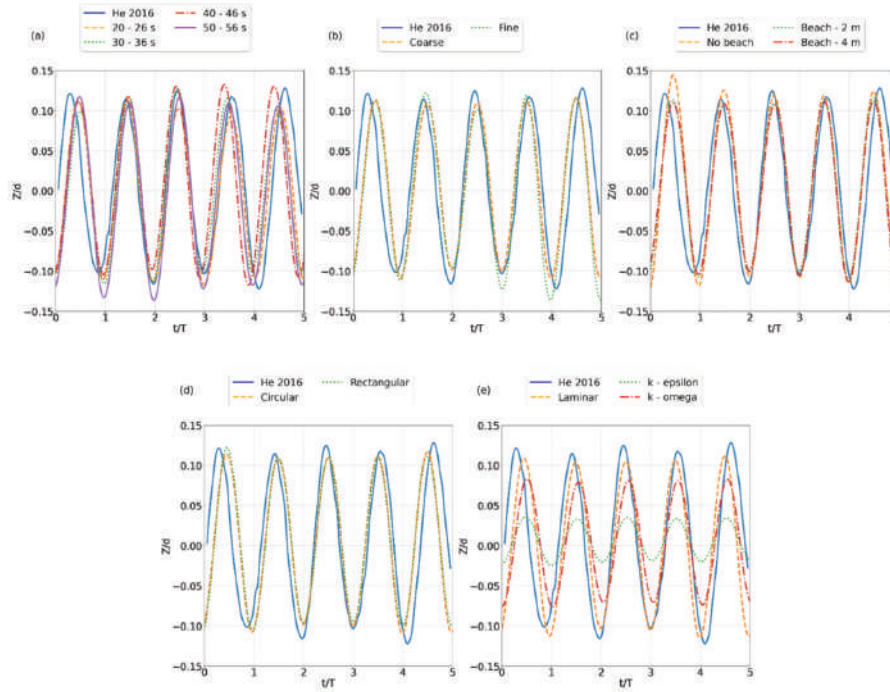 (a)
He 2016
20 - 26 s
30 - 36 s
40 - 46 s
50 - 56 s
0.15
0.10
0.05
0.00
−0.05
−0.10
−0.15
Z/d
0 1 2 3 4 5
t/T
(b)
He 2016
Coarse
Fine
0.15
0.10
0.05
0.00
−0.05
−0.10
−0.15
Z/d
0 1 2 3 4 5
t/T
(c)
He 2016
No beach
Beach - 2 m
Beach - 4 m
0.15
0.10
0.05
0.00
−0.05
−0.10
−0.15
Z/d
0 1 2 3 4 5
t/T
(d)
He 2016
Circular
Rectangular
0.15
0.10
0.05
0.00
−0.05
−0.10
−0.15
Z/d
0 1 2 3 4 5
t/T
(e)
He 2016
Laminar
k - epsilon
k - omega
0.15
0.10
0.05
0.00
−0.05
−0.10
−0.15
Z/d
0 1 2 3 4 5
t/T